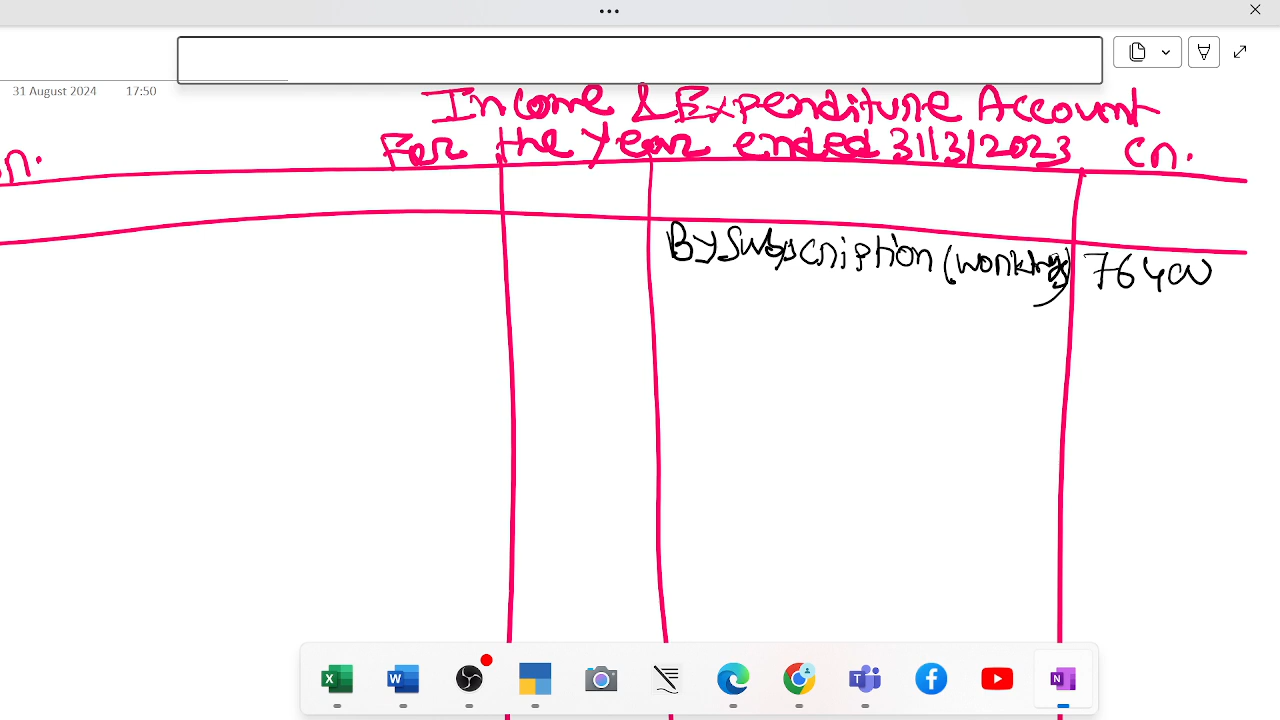 31 August 2024 17:50
Income & Expenditure Account
For the Year ended 31/3/2023 Cr.
By Subscription (working) 76400